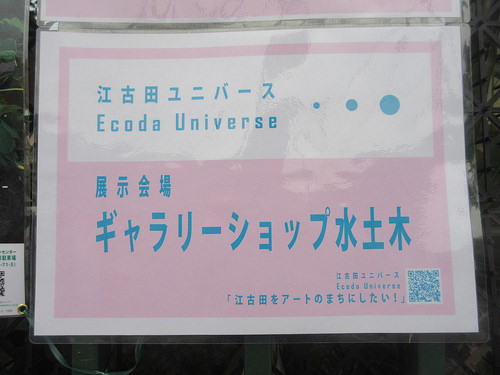 江古田ユニバース
Ecoda Universe
展示会場
ギャラリーショップ水土木
江古田ユニバース
Ecoda Universe
「江古田をアートのまちにしたい！」